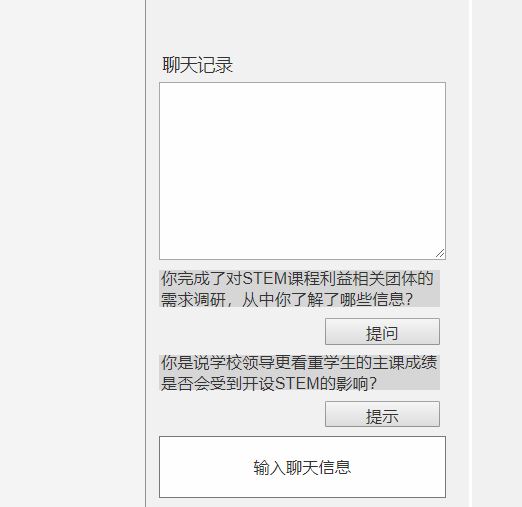 聊天记录
你完成了对STEM课程利益相关团体的
需求调研，从中你了解了哪些信息？
提问
你是说学校领导更看重学生的主课成绩
是否会受到开设STEM的影响？
提示
输入聊天信息